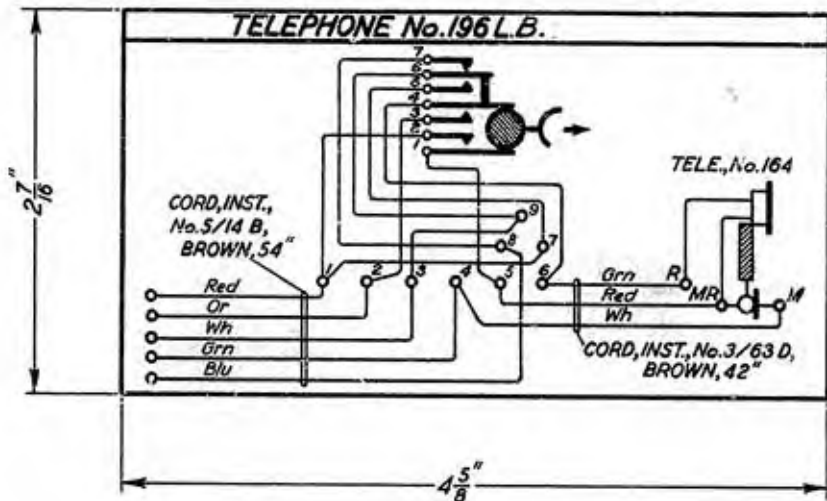 TELEPHONE No.196 L.B.
7
6
5
4
3
2
1
TELE., No.164
CORD, INST.,
No.5/14 B,
BROWN, 54"
9
8
7
1
2
3
4
5
6
Grn
R
Red
MR
M
Wh
Red
Or
Wh
Grn
Blu
CORD, INST., No.3/63 D,
BROWN, 42"
2 7/16"
4 5/8"